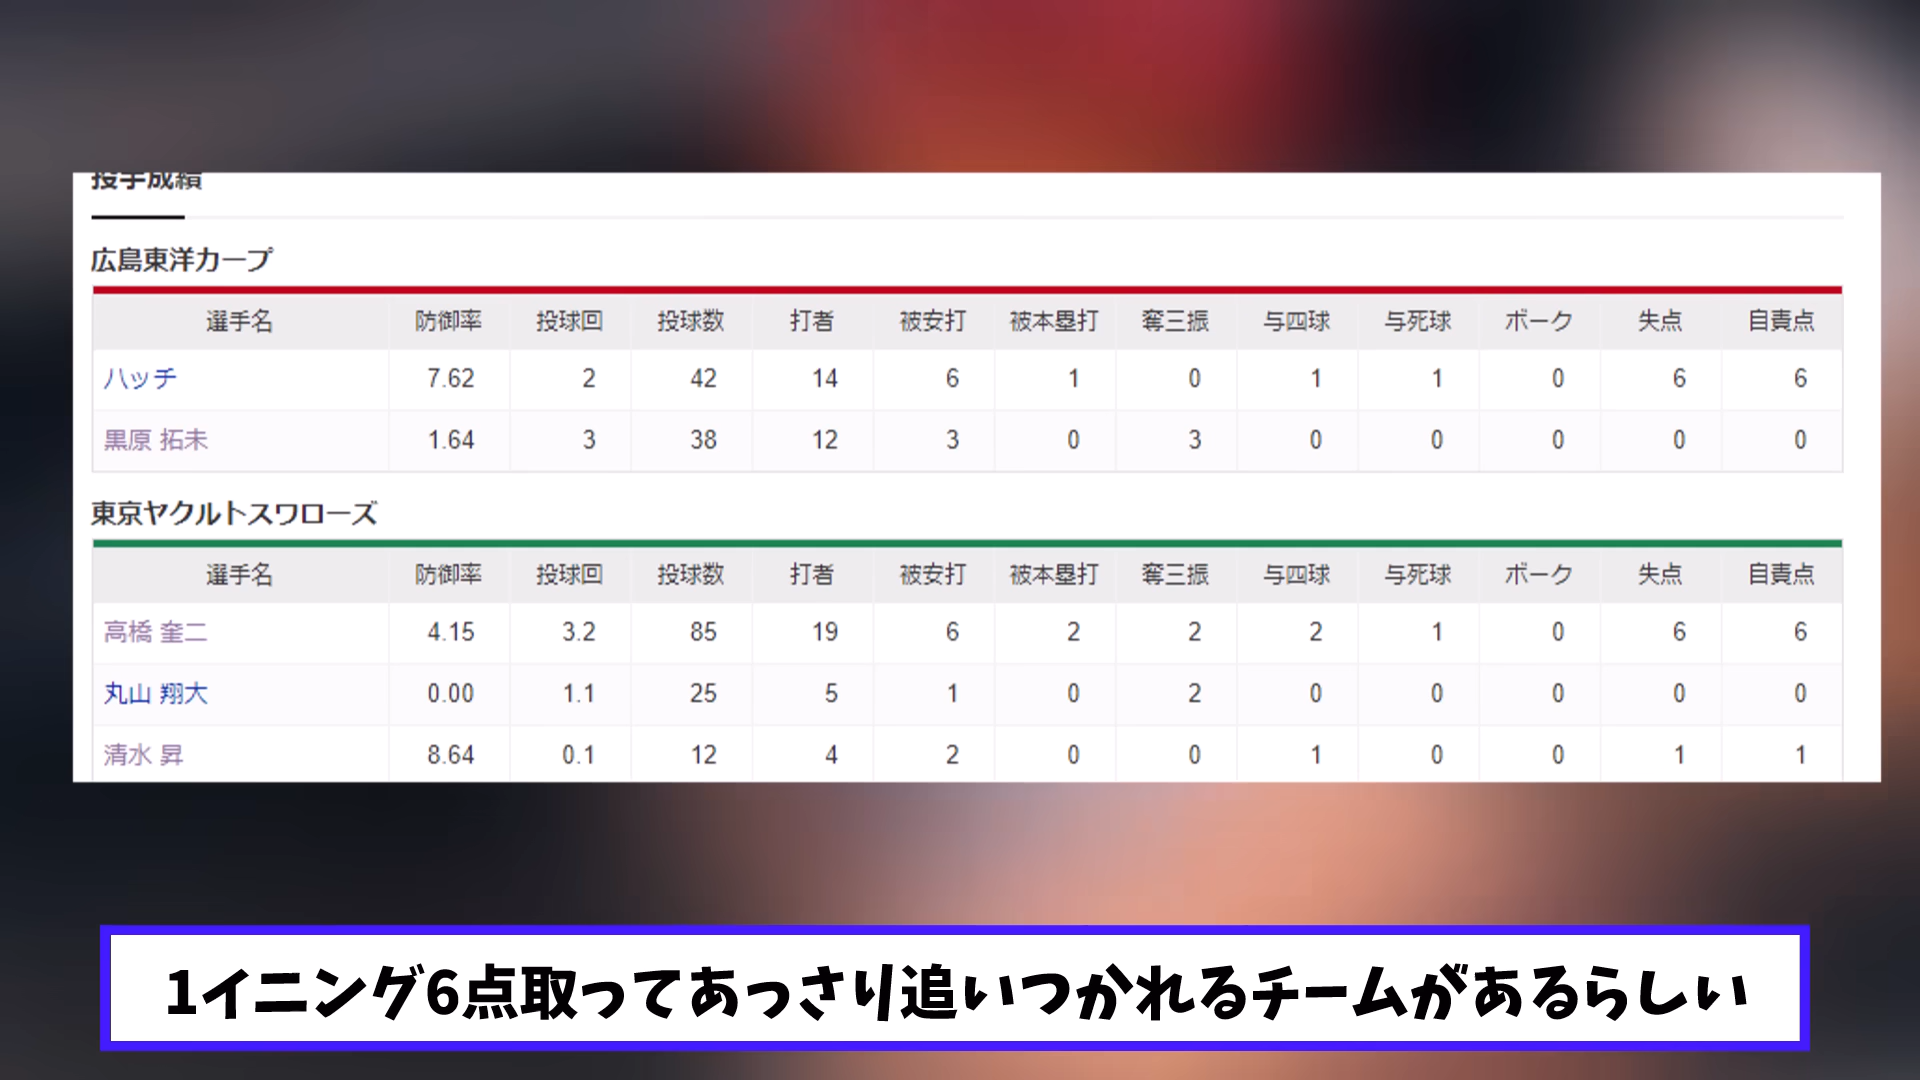 投手成績
広島東洋カープ
選手名 防御率 投球回 投球数 打者 被安打 被本塁打 奪三振 与四球 与死球 ボーク 失点 自責点
ハッチ 7.62 2 42 14 6 1 0 1 1 0 6 6
黒原 拓未 1.64 3 38 12 3 0 3 0 0 0 0 0
東京ヤクルトスワローズ
選手名 防御率 投球回 投球数 打者 被安打 被本塁打 奪三振 与四球 与死球 ボーク 失点 自責点
高橋 奎二 4.15 3.2 85 19 6 2 2 2 1 0 6 6
丸山 翔大 0.00 1.1 25 5 1 0 2 0 0 0 0 0
清水 昇 8.64 0.1 12 4 2 0 0 1 0 0 1 1
1イニング6点取ってあっさり追いつかれるチームがあるらしい